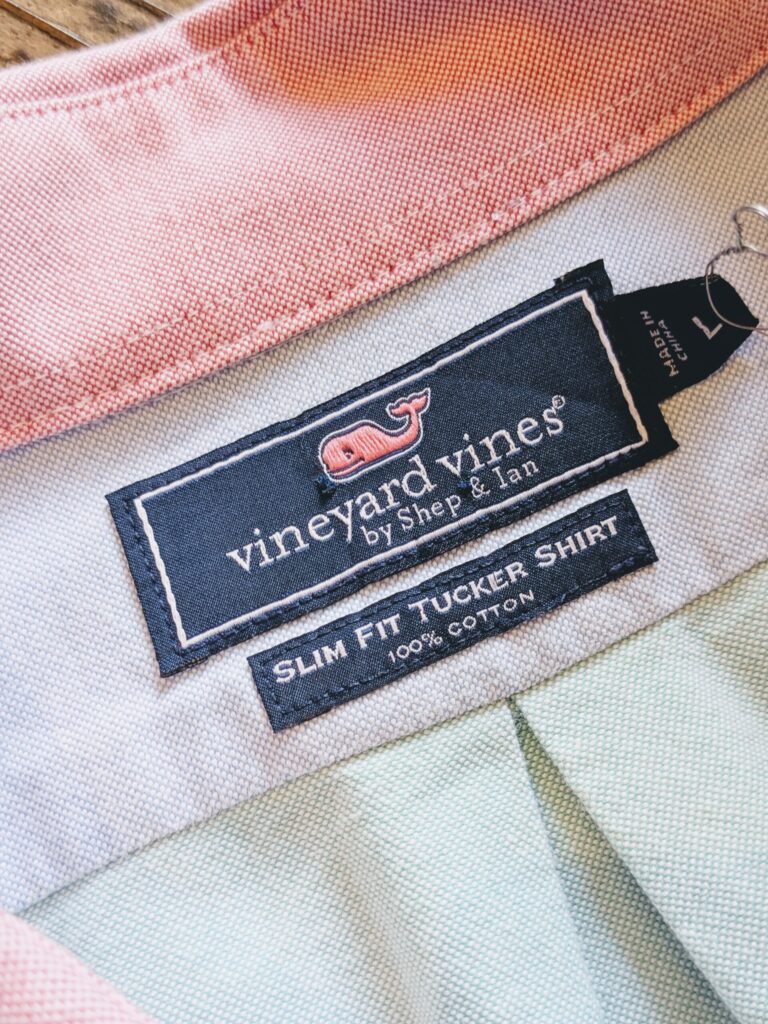 vineyard vines®
by Shep & Ian
SLIM FIT TUCKER SHIRT
100% COTTON
MADE IN
CHINA
L